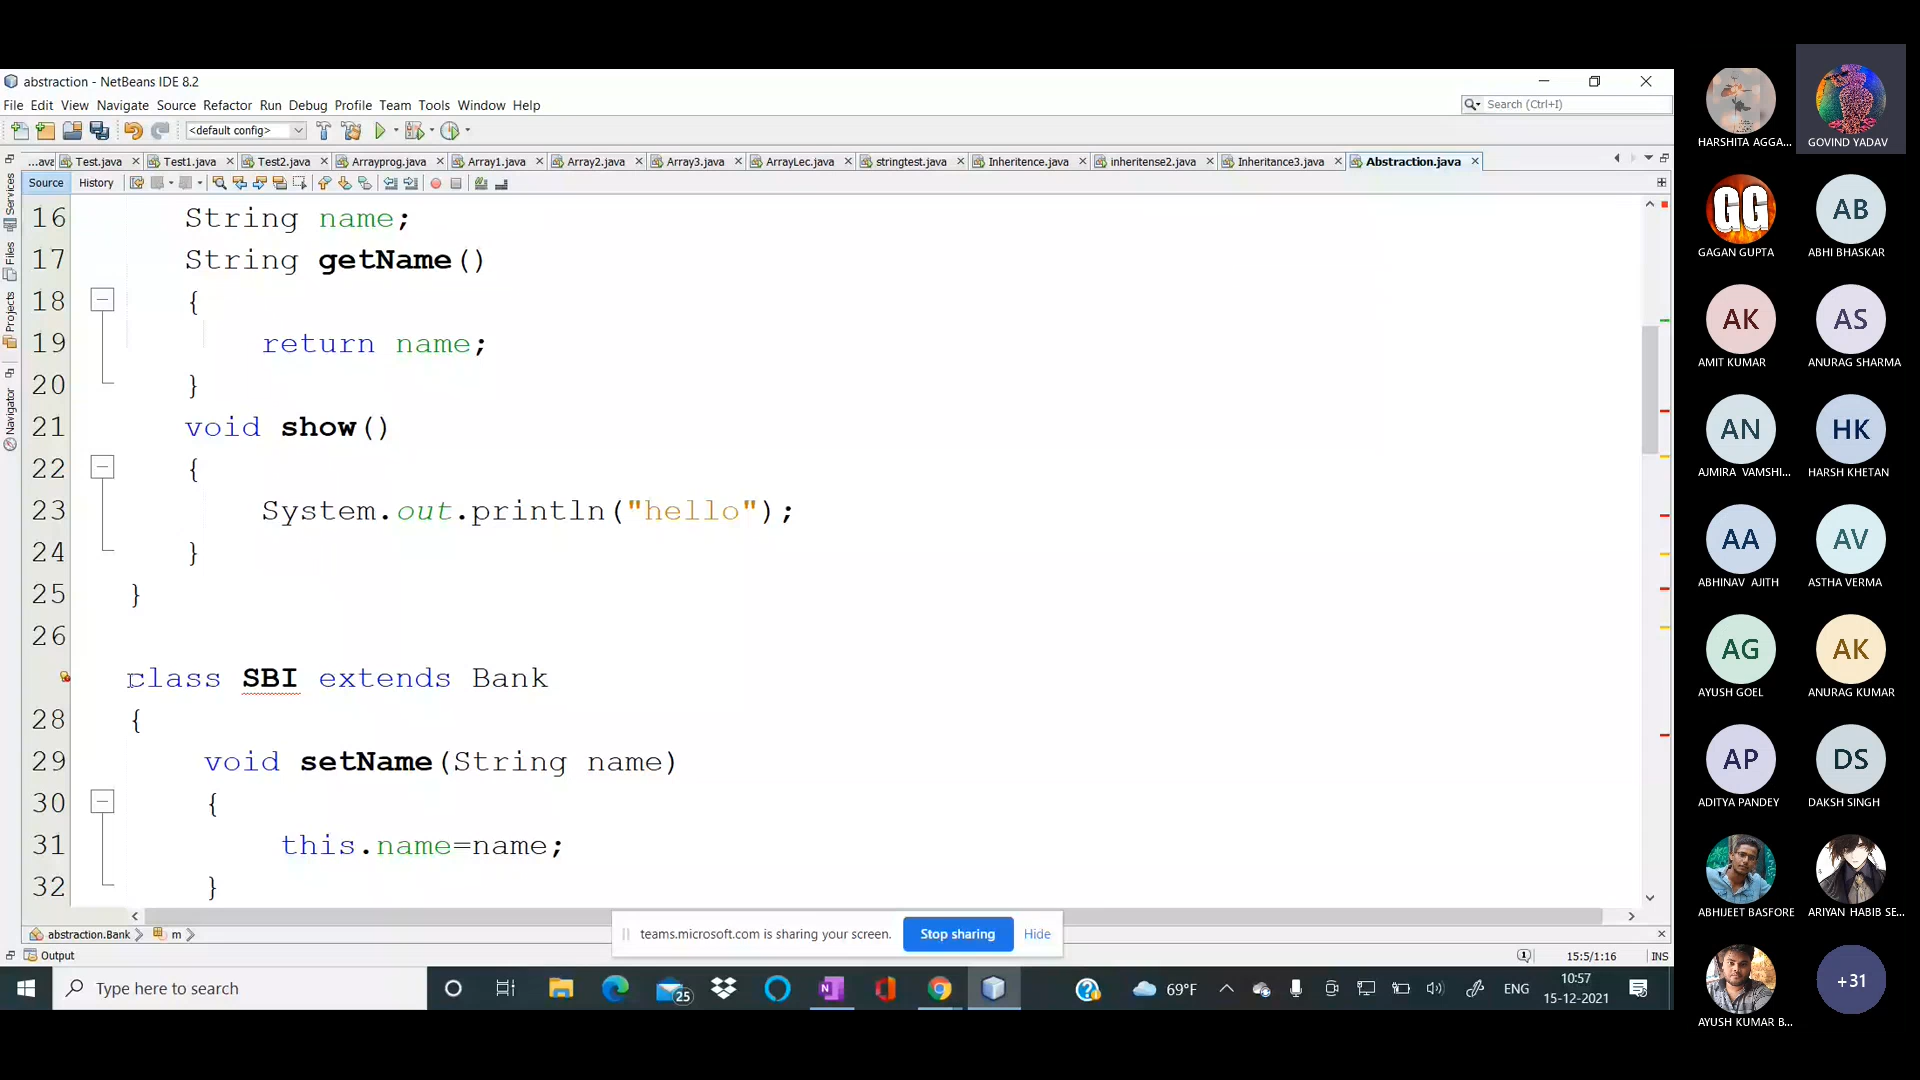 abstraction - NetBeans IDE 8.2
File Edit View Navigate Source Refactor Run Debug Profile Team Tools Window Help
Search (Ctrl+I)
<default config>
...ava Test.java Test1.java Test2.java Arrayprog.java Array1.java Array2.java Array3.java ArrayLec.java stringtest.java Inheritence.java inheritense2.java Inheritance3.java Abstraction.java
Source History
Services
Files
Projects
Navigator
16 String name;
17 String getName()
18 {
19 return name;
20 }
21 void show()
22 {
23 System.out.println("hello");
24 }
25 }
26
class SBI extends Bank
28 {
29 void setName(String name)
30 {
31 this.name=name;
32 }
abstraction.Bank m
teams.microsoft.com is sharing your screen. Stop sharing Hide
Output
1 15:5/1:16 INS
Type here to search
25
69°F
ENG
10:57
15-12-2021
HARSHITA AGGA...
GOVIND YADAV
GG
GAGAN GUPTA
AB
ABHI BHASKAR
AK
AMIT KUMAR
AS
ANURAG SHARMA
AN
AJMIRA VAMSHI...
HK
HARSH KHETAN
AA
ABHINAV AJITH
AV
ASTHA VERMA
AG
AYUSH GOEL
AK
ANURAG KUMAR
AP
ADITYA PANDEY
DS
DAKSH SINGH
ABHIJEET BASFORE
ARIYAN HABIB SE...
AYUSH KUMAR B...
+31